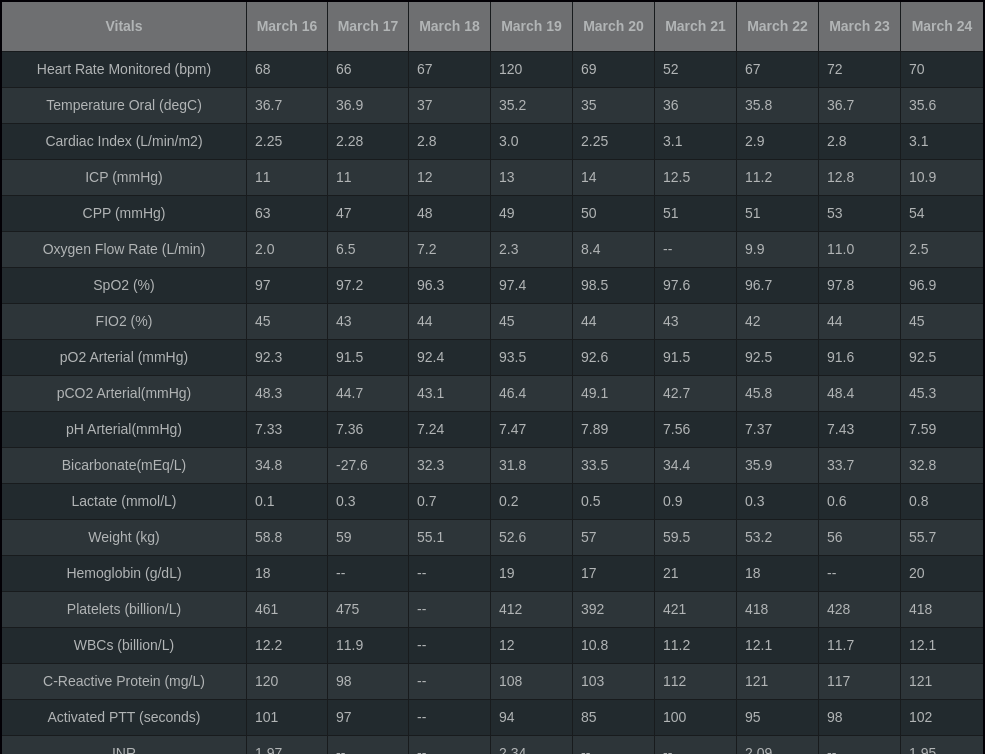 Vitals March 16 March 17 March 18 March 19 March 20 March 21 March 22 March 23 March 24
Heart Rate Monitored (bpm) 68 66 67 120 69 52 67 72 70
Temperature Oral (degC) 36.7 36.9 37 35.2 35 36 35.8 36.7 35.6
Cardiac Index (L/min/m2) 2.25 2.28 2.8 3.0 2.25 3.1 2.9 2.8 3.1
ICP (mmHg) 11 11 12 13 14 12.5 11.2 12.8 10.9
CPP (mmHg) 63 47 48 49 50 51 51 53 54
Oxygen Flow Rate (L/min) 2.0 6.5 7.2 2.3 8.4 -- 9.9 11.0 2.5
SpO2 (%) 97 97.2 96.3 97.4 98.5 97.6 96.7 97.8 96.9
FIO2 (%) 45 43 44 45 44 43 42 44 45
pO2 Arterial (mmHg) 92.3 91.5 92.4 93.5 92.6 91.5 92.5 91.6 92.5
pCO2 Arterial(mmHg) 48.3 44.7 43.1 46.4 49.1 42.7 45.8 48.4 45.3
pH Arterial(mmHg) 7.33 7.36 7.24 7.47 7.89 7.56 7.37 7.43 7.59
Bicarbonate(mEq/L) 34.8 -27.6 32.3 31.8 33.5 34.4 35.9 33.7 32.8
Lactate (mmol/L) 0.1 0.3 0.7 0.2 0.5 0.9 0.3 0.6 0.8
Weight (kg) 58.8 59 55.1 52.6 57 59.5 53.2 56 55.7
Hemoglobin (g/dL) 18 -- -- 19 17 21 18 -- 20
Platelets (billion/L) 461 475 -- 412 392 421 418 428 418
WBCs (billion/L) 12.2 11.9 -- 12 10.8 11.2 12.1 11.7 12.1
C-Reactive Protein (mg/L) 120 98 -- 108 103 112 121 117 121
Activated PTT (seconds) 101 97 -- 94 85 100 95 98 102
INR 1.97 -- -- 2.34 -- -- 2.09 -- 1.95